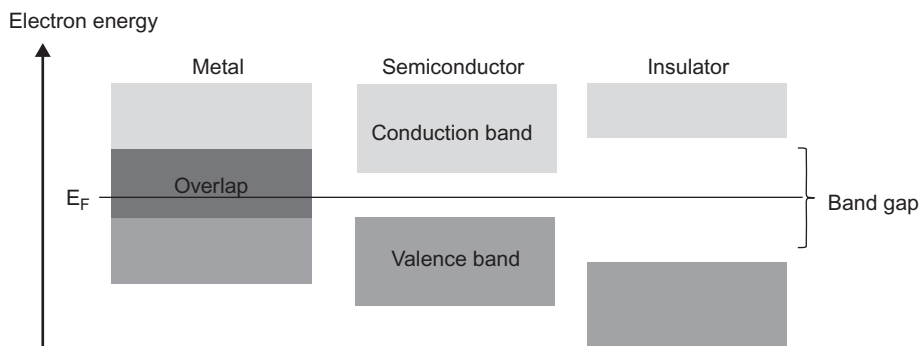 Electron energy
Metal
Semiconductor
Insulator
Conduction band
Overlap
E_F
Band gap
Valence band